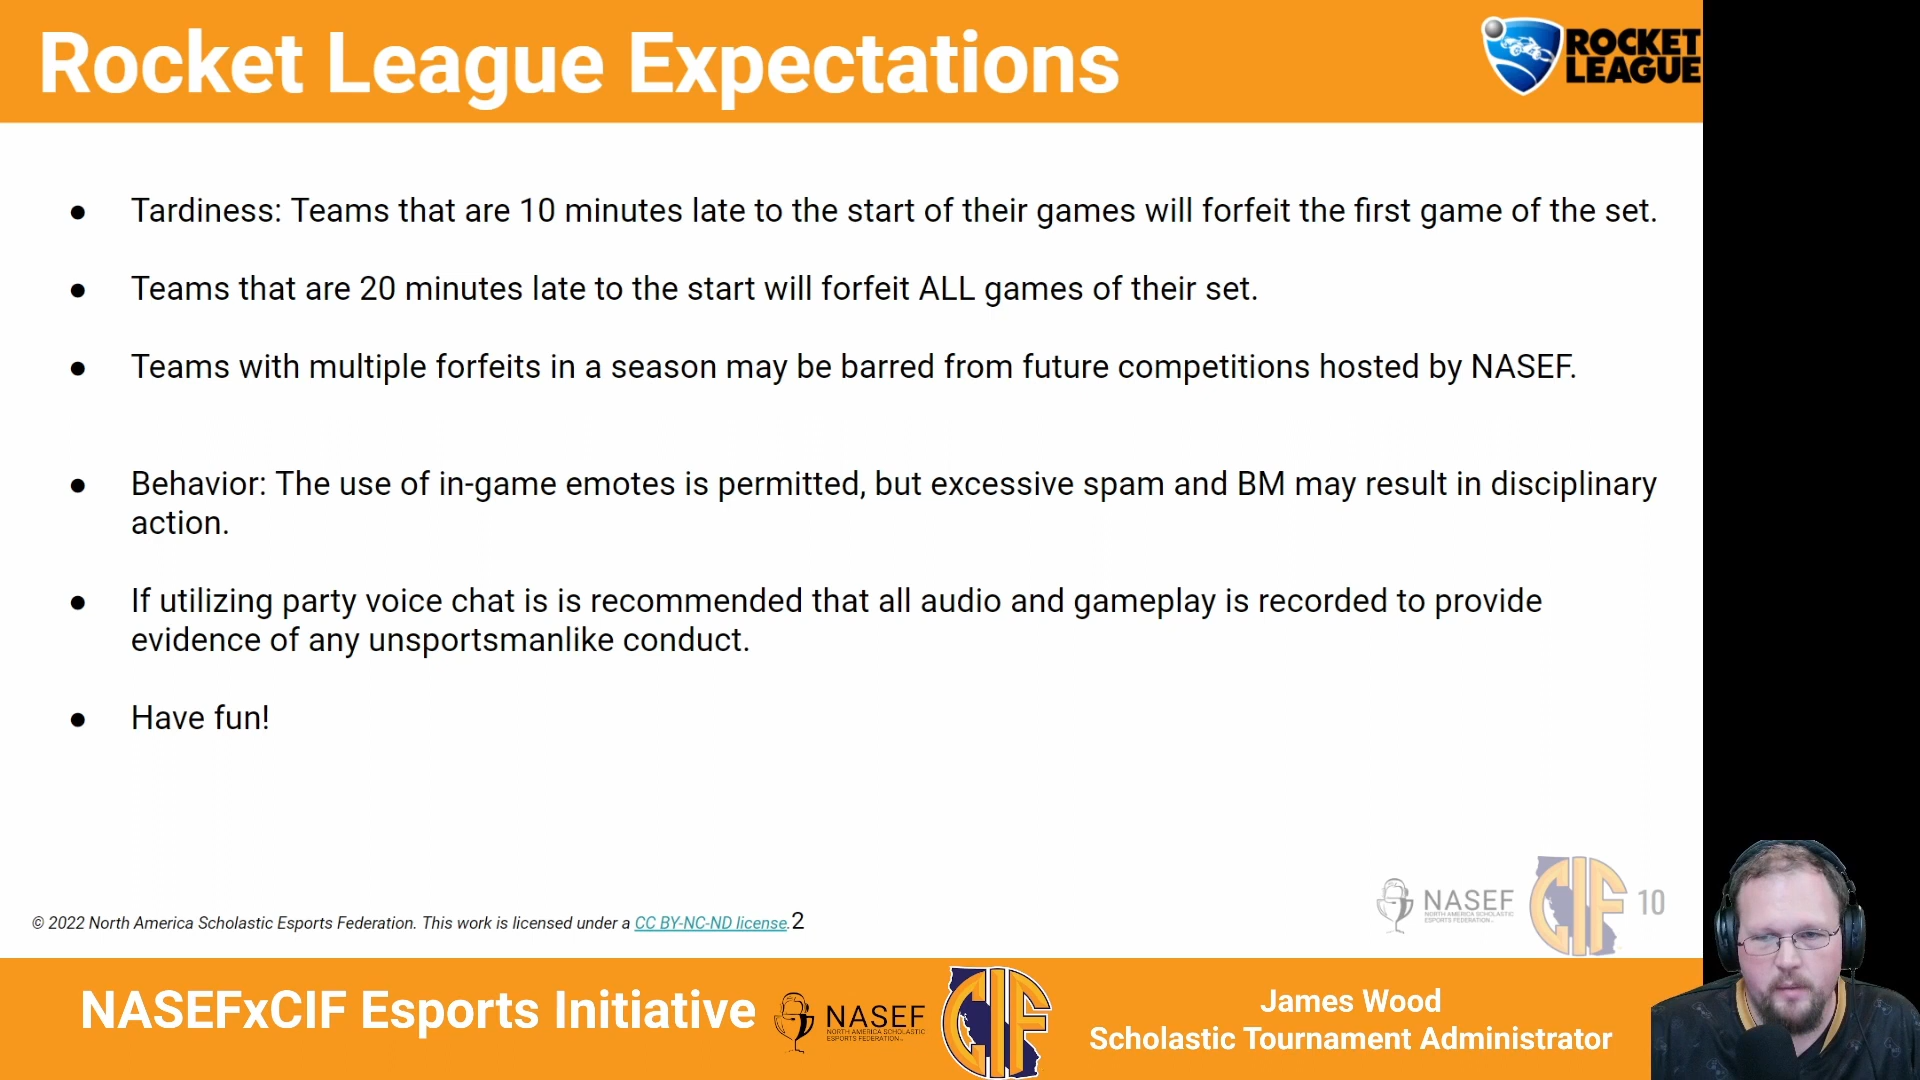 Rocket League Expectations
ROCKET
LEAGUE
● Tardiness: Teams that are 10 minutes late to the start of their games will forfeit the first game of the set.
● Teams that are 20 minutes late to the start will forfeit ALL games of their set.
● Teams with multiple forfeits in a season may be barred from future competitions hosted by NASEF.
● Behavior: The use of in-game emotes is permitted, but excessive spam and BM may result in disciplinary
action.
● If utilizing party voice chat is is recommended that all audio and gameplay is recorded to provide
evidence of any unsportsmanlike conduct.
● Have fun!
NASEF
NORTH AMERICA SCHOLASTIC
ESPORTS FEDERATION
CIF
10
© 2022 North America Scholastic Esports Federation. This work is licensed under a CC BY-NC-ND license.2
NASEFxCIF Esports Initiative
NASEF
NORTH AMERICA SCHOLASTIC
ESPORTS FEDERATION
CIF
James Wood
Scholastic Tournament Administrator